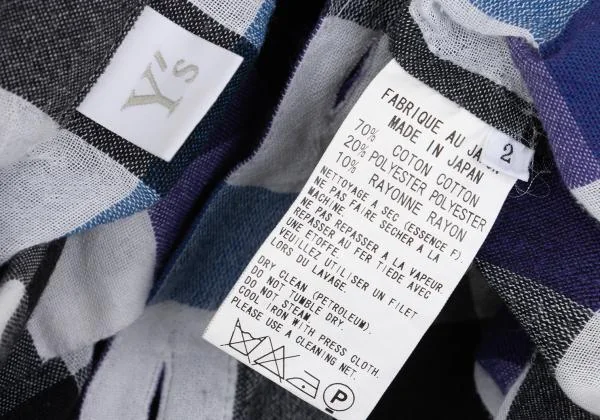 Y's
FABRIQUE AU
MADE IN JAPAN
2
70% COTON COTTON
20% POLYESTER POLYESTER
10% RAYONNE RAYON
NETTOYAGE A SEC (ESSENCE F).
NE PAS FAIRE SECHER A LA
MACHINE.
NE PAS REPASSER A LA VAPEUR.
REPASSER AU FER TIEDE AVEC
UNE ETOFFE.
VEUILLEZ UTILISER UN FILET
LORS DU LAVAGE.
DRY CLEAN (PETROLEUM).
DO NOT TUMBLE DRY.
DO NOT STEAM.
COOL IRON WITH PRESS CLOTH.
PLEASE USE A CLEANING NET.
P